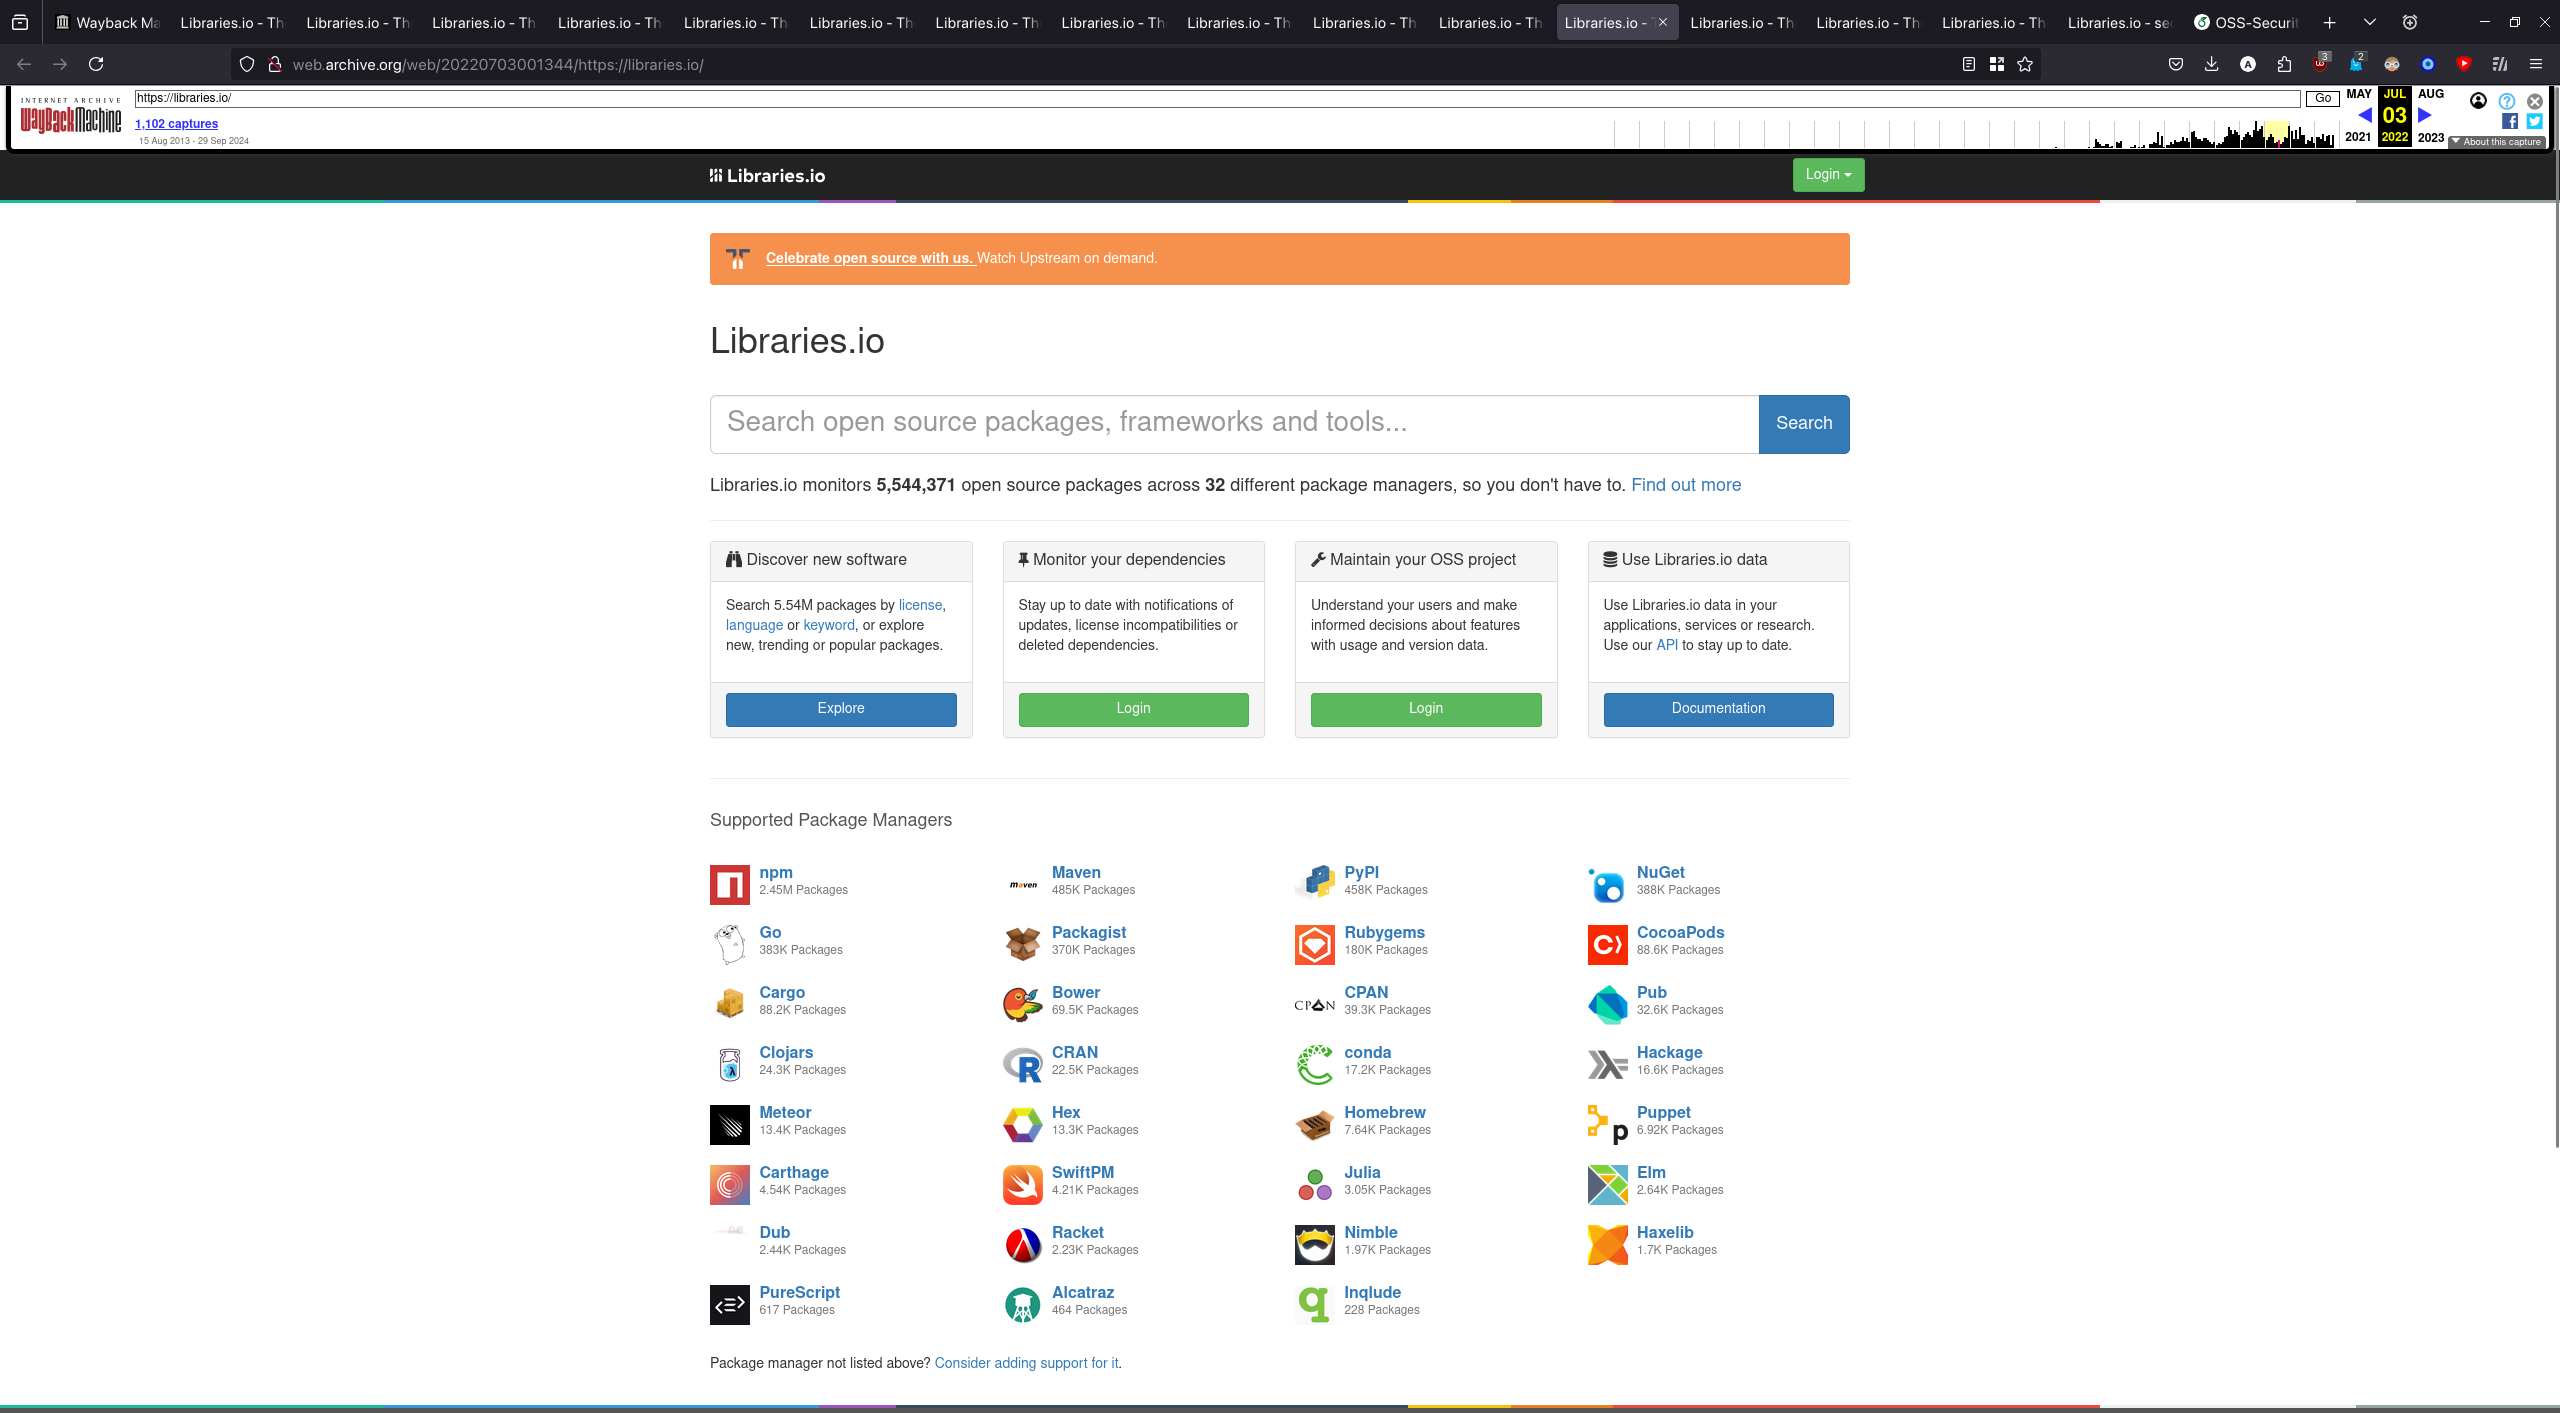 Wayback Ma
Libraries.io - Th
Libraries.io - Th
Libraries.io - Th
Libraries.io - Th
Libraries.io - Th
Libraries.io - Th
Libraries.io - Th
Libraries.io - Th
Libraries.io - Th
Libraries.io - Th
Libraries.io - Th
Libraries.io - T
Libraries.io - Th
Libraries.io - Th
Libraries.io - Th
Libraries.io - se
OSS-Securit
web.archive.org/web/20220703001344/https://libraries.io/
3
2
INTERNET ARCHIVE
WayBackMachine
https://libraries.io/
Go
MAY JUL AUG
1,102 captures
03
15 Aug 2013 - 29 Sep 2024
2021 2022 2023
About this capture
Libraries.io
Login
Celebrate open source with us. Watch Upstream on demand.
Libraries.io
Search open source packages, frameworks and tools...
Search
Libraries.io monitors 5,544,371 open source packages across 32 different package managers, so you don't have to. Find out more
Discover new software
Search 5.54M packages by license,
language or keyword, or explore
new, trending or popular packages.
Explore
Monitor your dependencies
Stay up to date with notifications of
updates, license incompatibilities or
deleted dependencies.
Login
Maintain your OSS project
Understand your users and make
informed decisions about features
with usage and version data.
Login
Use Libraries.io data
Use Libraries.io data in your
applications, services or research.
Use our API to stay up to date.
Documentation
Supported Package Managers
npm
2.45M Packages
Maven
485K Packages
PyPI
458K Packages
NuGet
388K Packages
Go
383K Packages
Packagist
370K Packages
Rubygems
180K Packages
CocoaPods
88.6K Packages
Cargo
88.2K Packages
Bower
69.5K Packages
CPAN
CPAN
39.3K Packages
Pub
32.6K Packages
Clojars
24.3K Packages
CRAN
22.5K Packages
conda
17.2K Packages
Hackage
16.6K Packages
Meteor
13.4K Packages
Hex
13.3K Packages
Homebrew
7.64K Packages
Puppet
6.92K Packages
Carthage
4.54K Packages
SwiftPM
4.21K Packages
Julia
3.05K Packages
Elm
2.64K Packages
Dub
2.44K Packages
Racket
2.23K Packages
Nimble
1.97K Packages
Haxelib
1.7K Packages
PureScript
617 Packages
Alcatraz
464 Packages
Inqlude
228 Packages
Package manager not listed above? Consider adding support for it.